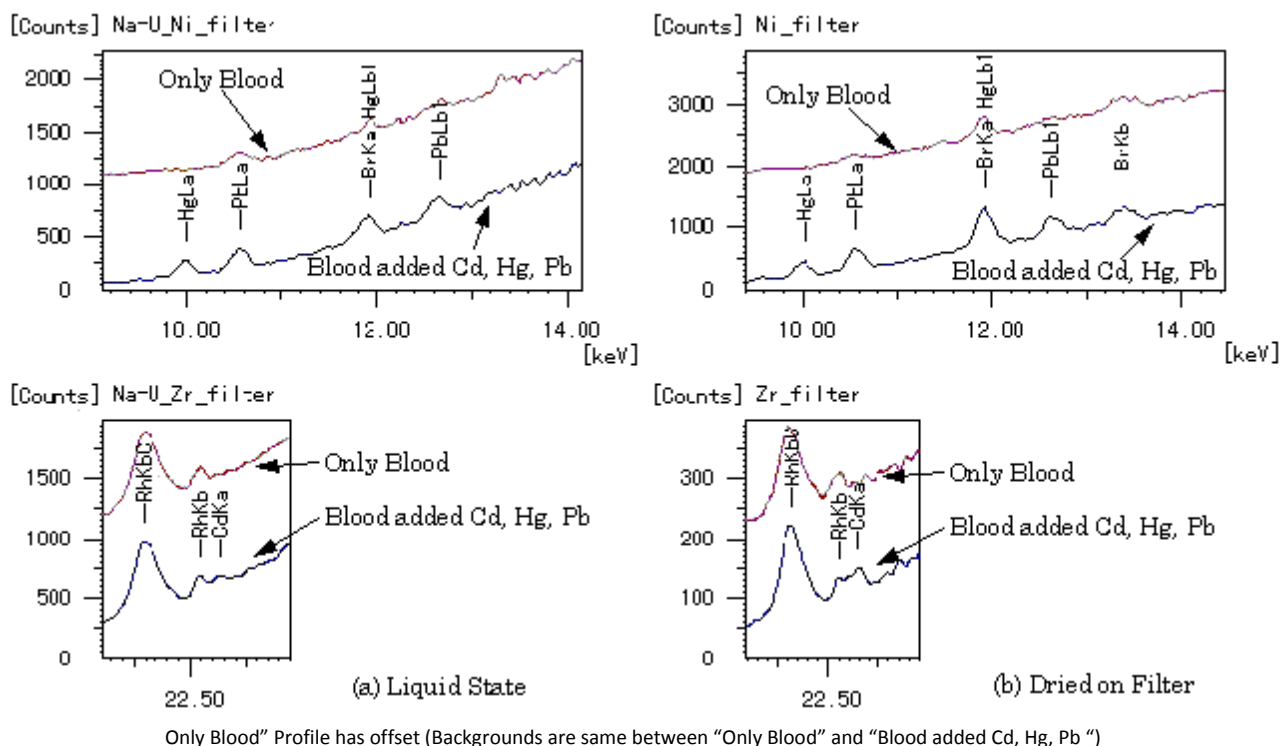 [Counts] Na-U_Ni_filter
2000
1500
1000
500
0
Only Blood
HgLa
PbLa
BrKa HgLb1
PbLb1
Blood added Cd, Hg, Pb
10.00 12.00 14.00
[keV]
[Counts] Ni_filter
3000
2000
1000
0
Only Blood
HgLa
PbLa
BrKa HgLb1
PbLb1
BrKb
Blood added Cd, Hg, Pb
10.00 12.00 14.00
[keV]
[Counts] Na-U_Zr_filter
1500
1000
500
0
RhKbC
RhKb
CdKa
Only Blood
Blood added Cd, Hg, Pb
22.50
(a) Liquid State
[Counts] Zr_filter
300
200
100
0
RhKb
CdKa
Only Blood
Blood added Cd, Hg, Pb
22.50
(b) Dried on Filter
Only Blood” Profile has offset (Backgrounds are same between “Only Blood” and “Blood added Cd, Hg, Pb “)